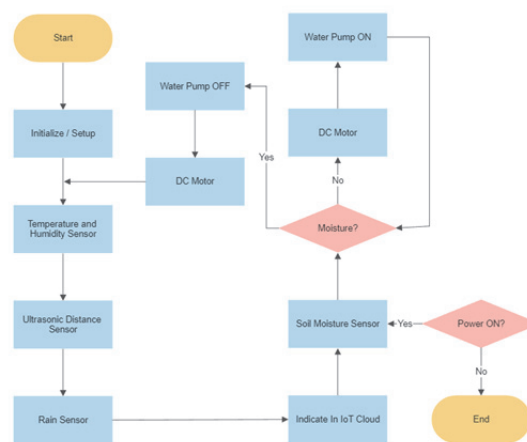 Start
Water Pump ON
Water Pump OFF
Initialize / Setup
DC Motor
Yes
DC Motor
No
Temperature and
Humidity Sensor
Moisture?
Ultrasonic Distance
Sensor
Soil Moisture Sensor
Yes
Power ON?
No
Rain Sensor
Indicate In IoT Cloud
End